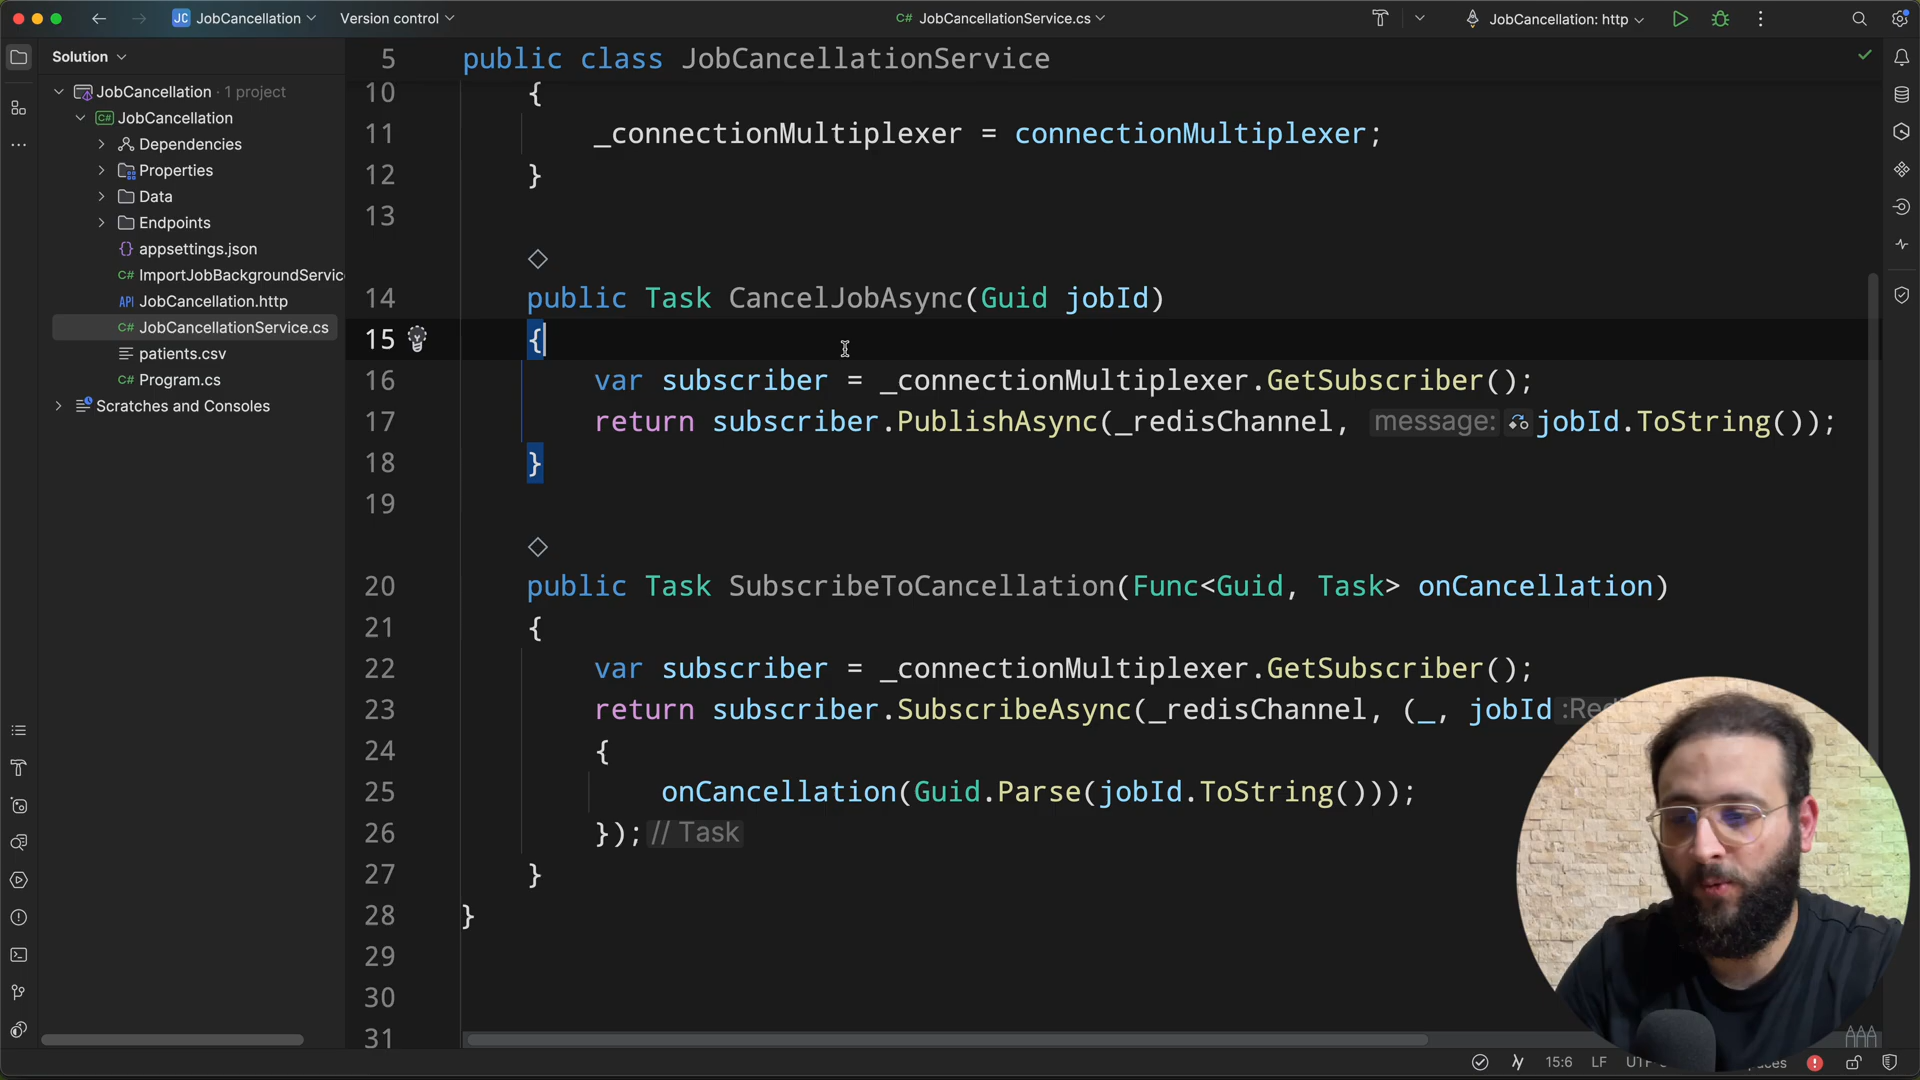 JC JobCancellation
Version control
C# JobCancellationService.cs
JobCancellation: http
Solution
JobCancellation · 1 project
C# JobCancellation
Dependencies
Properties
Data
Endpoints
{} appsettings.json
C# ImportJobBackgroundServic
API JobCancellation.http
C# JobCancellationService.cs
patients.csv
C# Program.cs
Scratches and Consoles
5 public class JobCancellationService
10 {
11 _connectionMultiplexer = connectionMultiplexer;
12 }
13
14 public Task CancelJobAsync(Guid jobId)
15 {
16 var subscriber = _connectionMultiplexer.GetSubscriber();
17 return subscriber.PublishAsync(_redisChannel, message: jobId.ToString());
18 }
19
20 public Task SubscribeToCancellation(Func<Guid, Task> onCancellation)
21 {
22 var subscriber = _connectionMultiplexer.GetSubscriber();
23 return subscriber.SubscribeAsync(_redisChannel, (_, jobId
24 {
25 onCancellation(Guid.Parse(jobId.ToString()));
26 }); // Task
27 }
28 }
29
30
31
15:6 LF